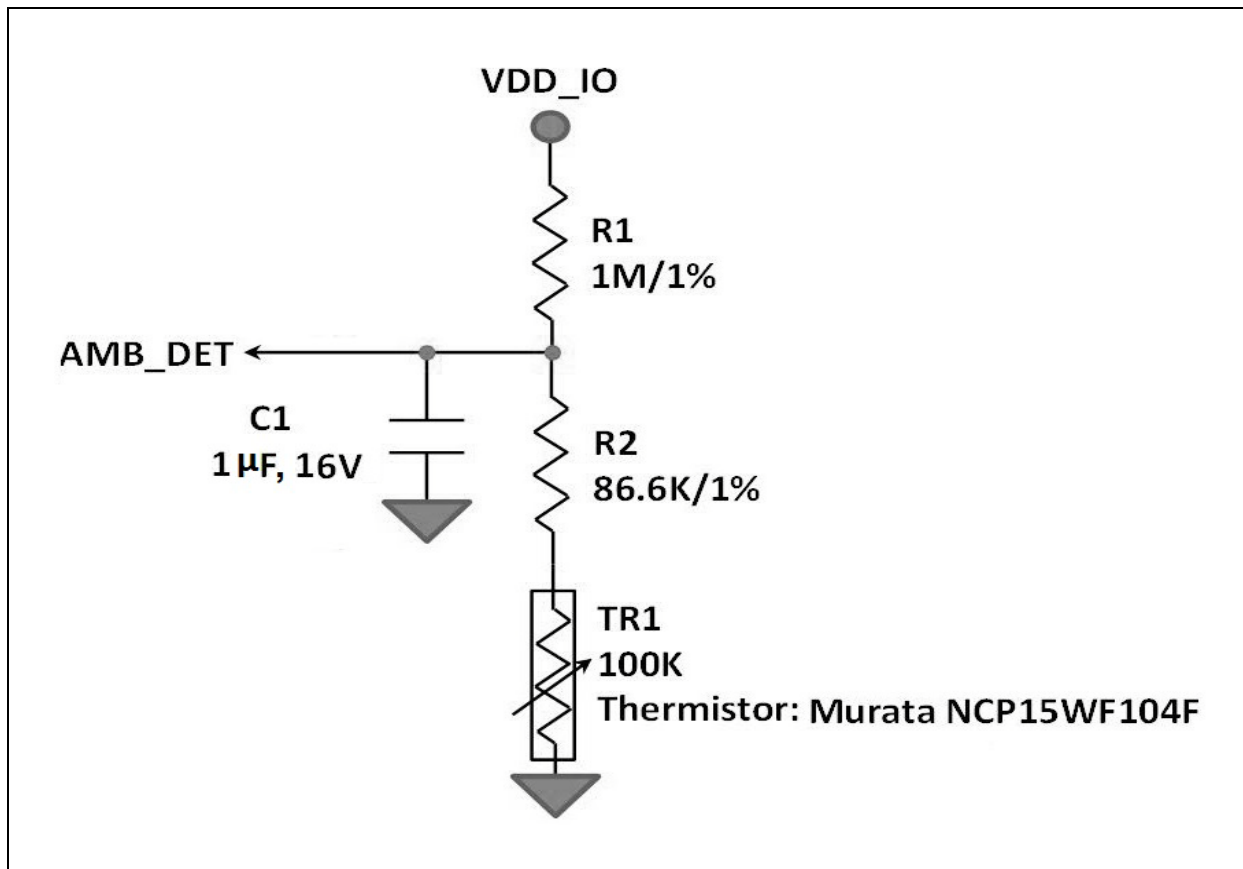 VDD_IO
R1
1M/1%
AMB_DET
C1
1µF, 16V
R2
86.6K/1%
TR1
100K
Thermistor: Murata NCP15WF104F